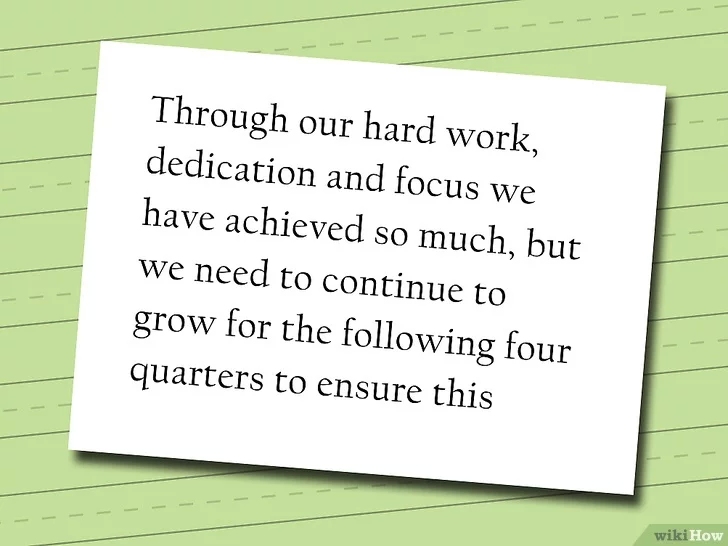 Through our hard work,
dedication and focus we
have achieved so much, but
we need to continue to
grow for the following four
quarters to ensure this
wikiHow